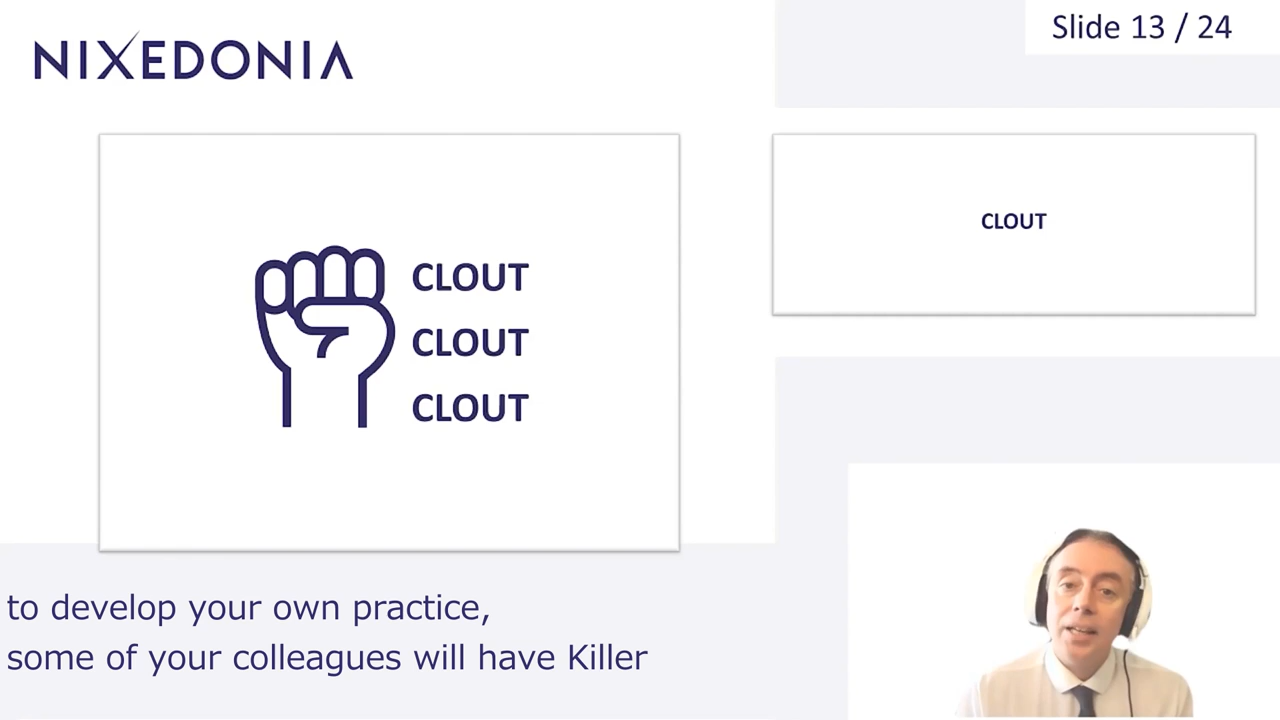 NIXEDONIA
Slide 13 / 24
CLOUT
CLOUT
CLOUT
CLOUT
to develop your own practice,
some of your colleagues will have Killer